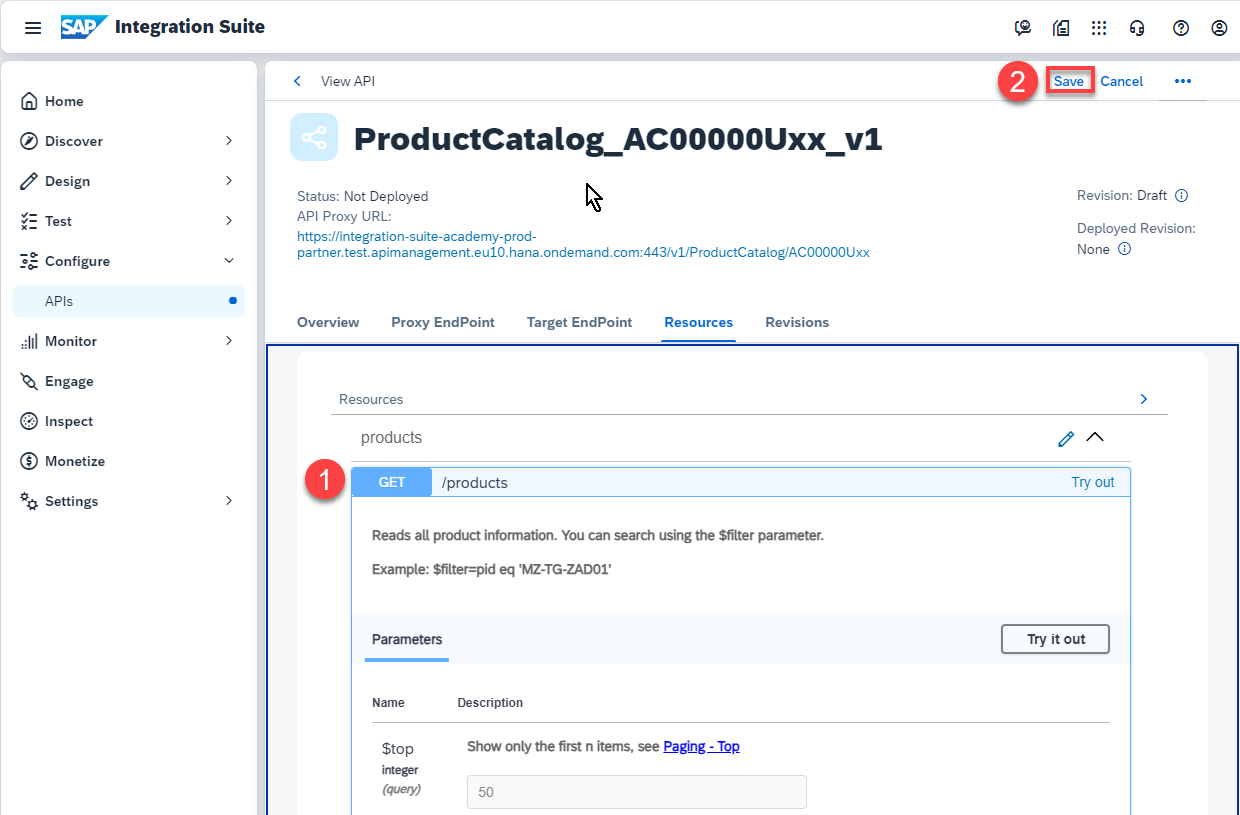 SAP Integration Suite
Home
Discover
Design
Test
Configure
APIs
Monitor
Engage
Inspect
Monetize
Settings
View API
2
Save
Cancel
ProductCatalog_AC00000Uxx_v1
Status: Not Deployed
API Proxy URL:
https://integration-suite-academy-prod-
partner.test.apimanagement.eu10.hana.ondemand.com:443/v1/ProductCatalog/AC00000Uxx
Revision: Draft
Deployed Revision:
None
Overview
Proxy EndPoint
Target EndPoint
Resources
Revisions
Resources
products
1
GET /products Try out
Reads all product information. You can search using the $filter parameter.
Example: $filter=pid eq 'MZ-TG-ZAD01'
Parameters
Try it out
Name Description
$top
integer
(query)
Show only the first n items, see Paging - Top
50